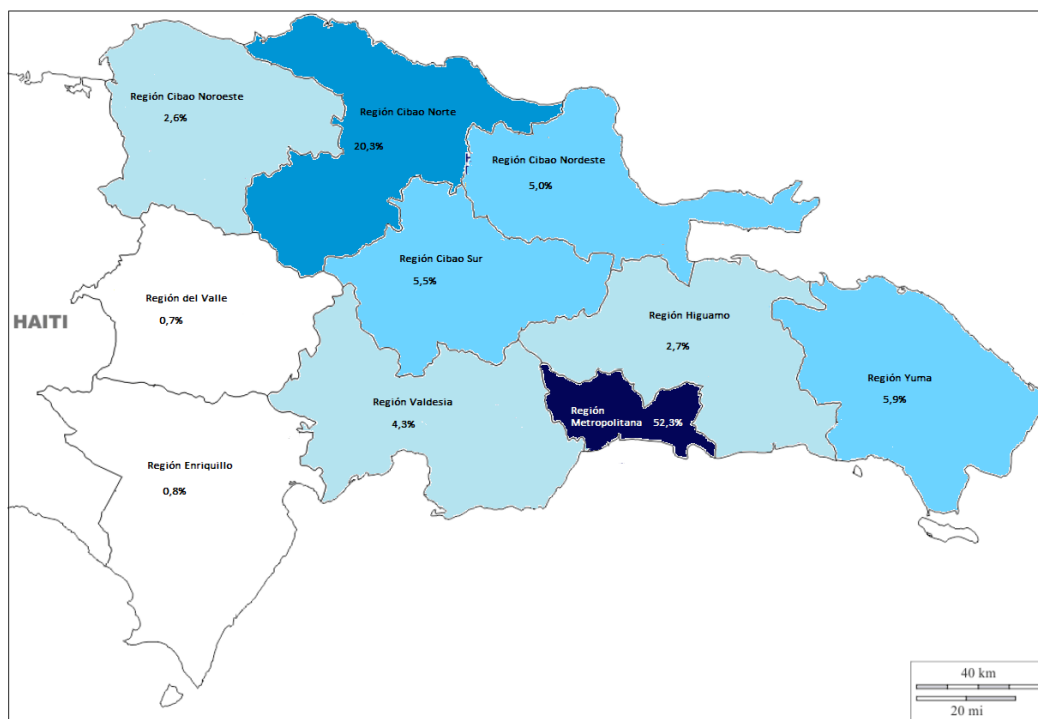 Región Cibao Noroeste
2,6%
Región Cibao Norte
20,3%
Región Cibao Nordeste
5,0%
Región Cibao Sur
5,5%
Región del Valle
0,7%
HAITI
Región Higuamo
2,7%
Región Yuma
5,9%
Región Valdesia
4,3%
Región
Metropolitana 52,3%
Región Enriquillo
0,8%
40 km
20 mi